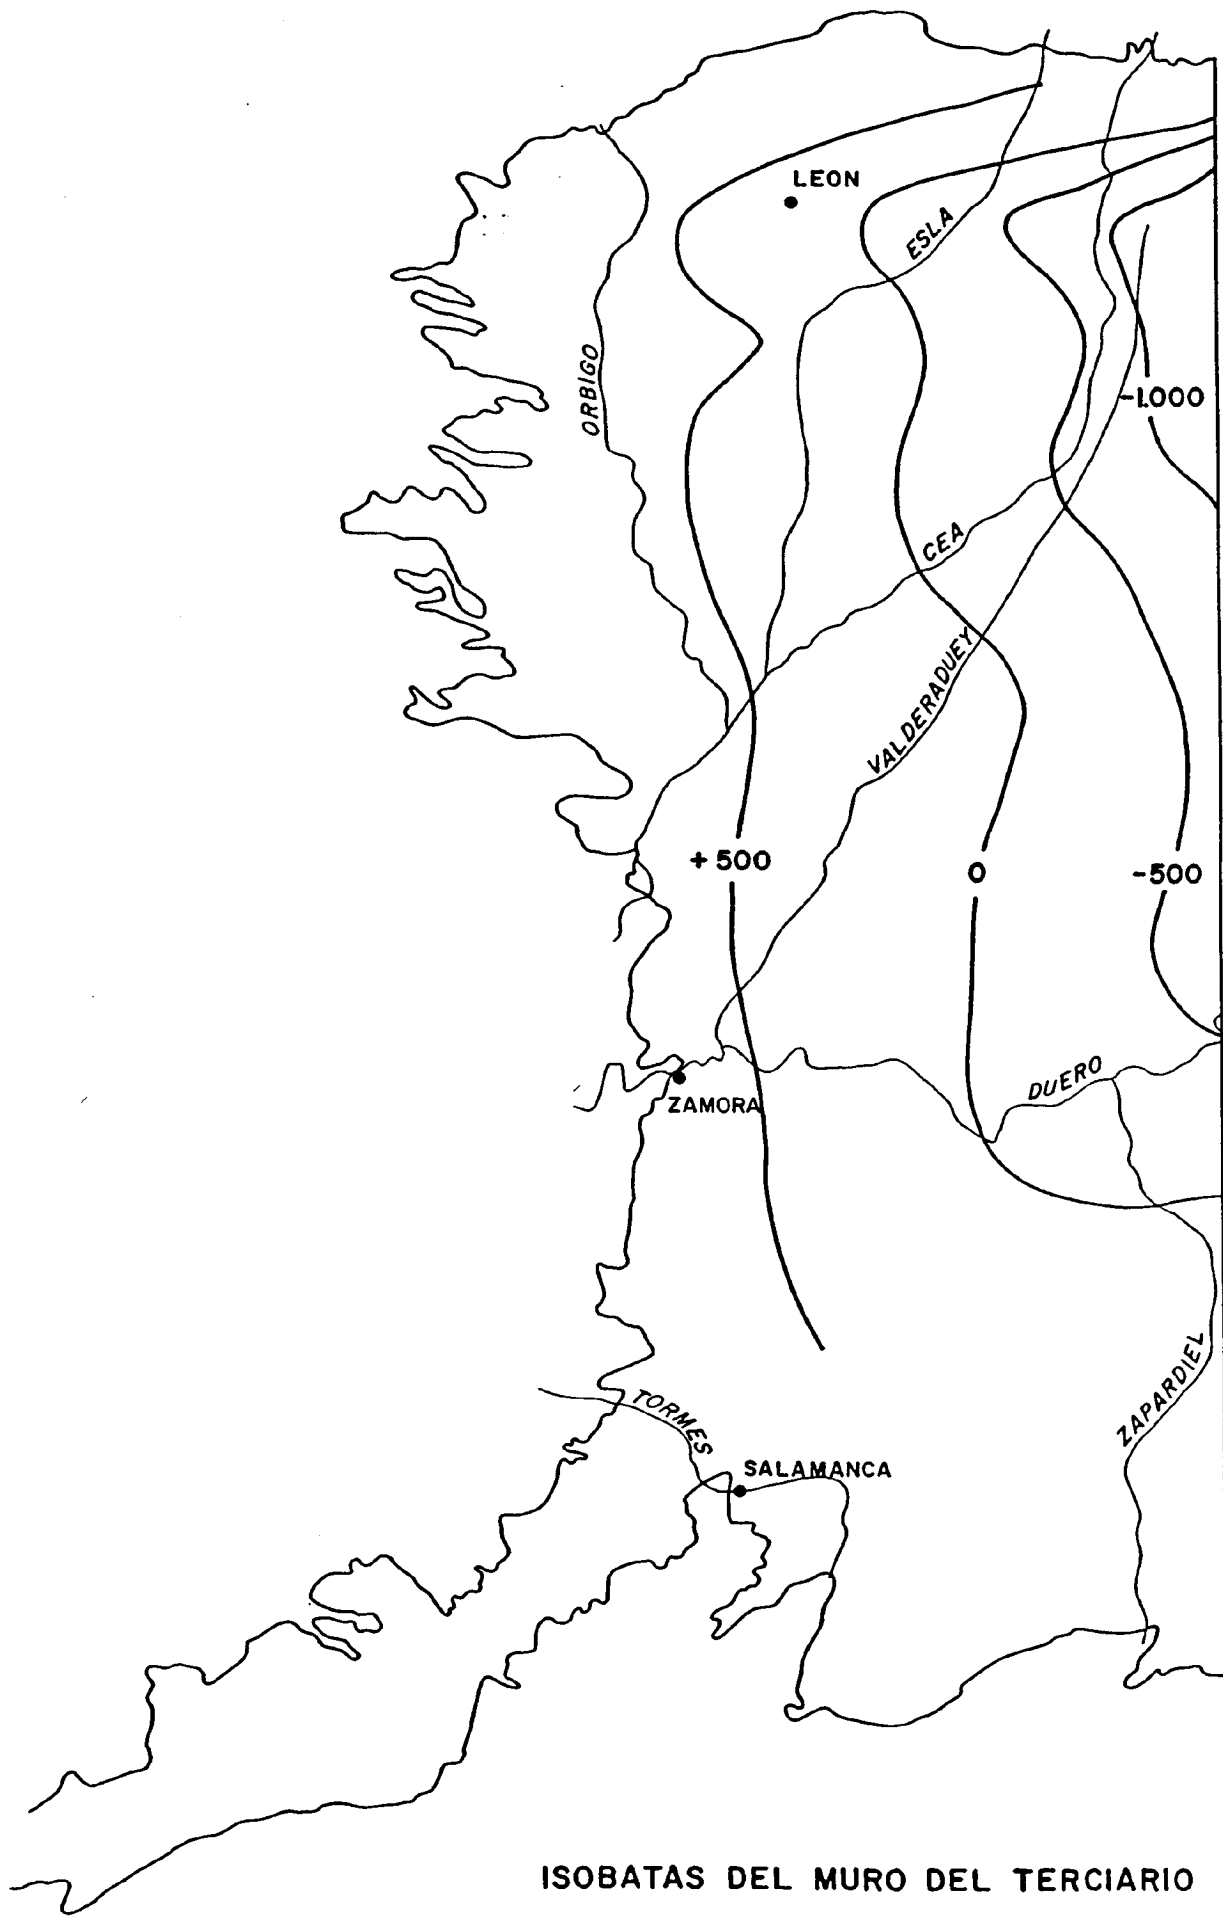 LEON
ESLA
ORBIGO
-1.000
CEA
VALDERADUEY
+500
0
-500
DUERO
ZAMORA
ZAPARDIEL
TORMES
SALAMANCA
ISOBATAS DEL MURO DEL TERCIARIO